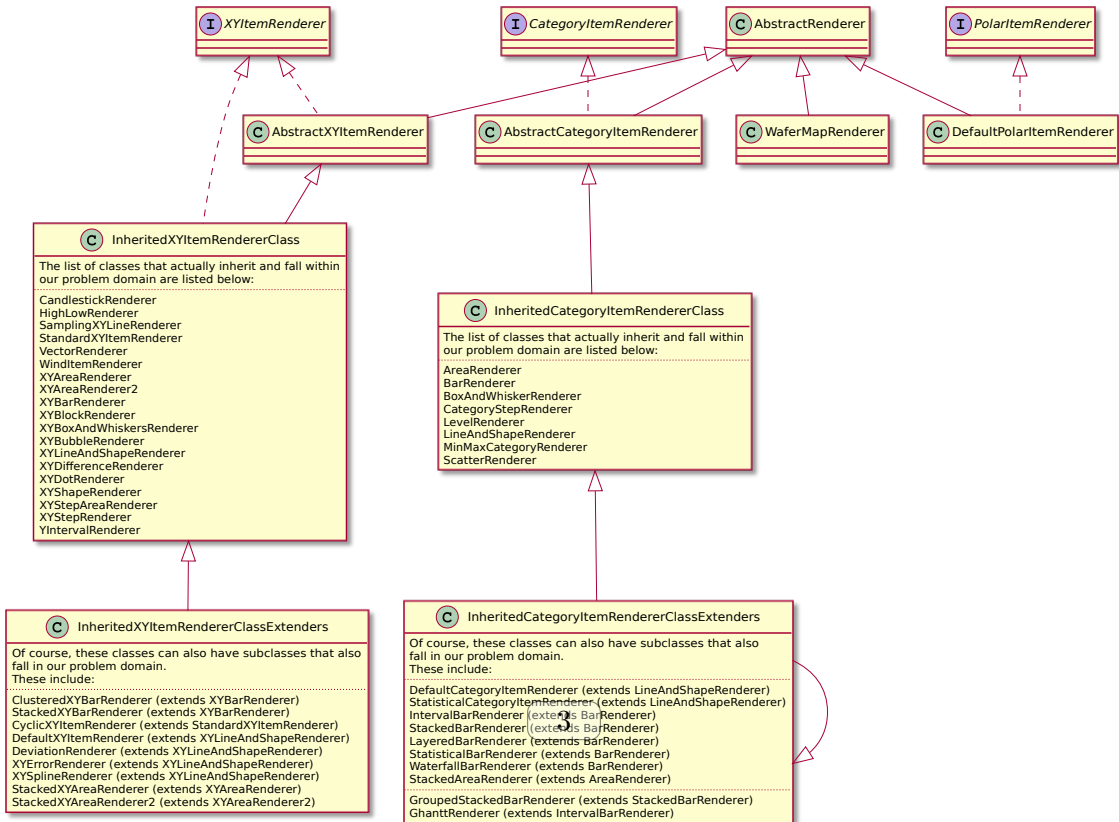 I XYItemRenderer
I CategoryItemRenderer
C AbstractRenderer
I PolarItemRenderer
C AbstractXYItemRenderer
C AbstractCategoryItemRenderer
C WaferMapRenderer
C DefaultPolarItemRenderer
C InheritedXYItemRendererClass
The list of classes that actually inherit and fall within
our problem domain are listed below:
CandlestickRenderer
HighLowRenderer
SamplingXYLineRenderer
StandardXYItemRenderer
VectorRenderer
WindItemRenderer
XYAreaRenderer
XYAreaRenderer2
XYBarRenderer
XYBlockRenderer
XYBoxAndWhiskersRenderer
XYBubbleRenderer
XYLineAndShapeRenderer
XYDifferenceRenderer
XYDotRenderer
XYShapeRenderer
XYStepAreaRenderer
XYStepRenderer
YIntervalRenderer
C InheritedCategoryItemRendererClass
The list of classes that actually inherit and fall within
our problem domain are listed below:
AreaRenderer
BarRenderer
BoxAndWhiskerRenderer
CategoryStepRenderer
LevelRenderer
LineAndShapeRenderer
MinMaxCategoryRenderer
ScatterRenderer
C InheritedXYItemRendererClassExtenders
Of course, these classes can also have subclasses that also
fall in our problem domain.
These include:
ClusteredXYBarRenderer (extends XYBarRenderer)
StackedXYBarRenderer (extends XYBarRenderer)
CyclicXYItemRenderer (extends StandardXYItemRenderer)
DefaultXYItemRenderer (extends XYLineAndShapeRenderer)
DeviationRenderer (extends XYLineAndShapeRenderer)
XYErrorRenderer (extends XYLineAndShapeRenderer)
XYSplineRenderer (extends XYLineAndShapeRenderer)
StackedXYAreaRenderer (extends XYAreaRenderer)
StackedXYAreaRenderer2 (extends XYAreaRenderer2)
C InheritedCategoryItemRendererClassExtenders
Of course, these classes can also have subclasses that also
fall in our problem domain.
These include:
DefaultCategoryItemRenderer (extends LineAndShapeRenderer)
StatisticalCategoryItemRenderer (extends LineAndShapeRenderer)
IntervalBarRenderer (extends BarRenderer)
StackedBarRenderer (extends BarRenderer)
LayeredBarRenderer (extends BarRenderer)
StatisticalBarRenderer (extends BarRenderer)
WaterfallBarRenderer (extends BarRenderer)
StackedAreaRenderer (extends AreaRenderer)
GroupedStackedBarRenderer (extends StackedBarRenderer)
GhanttRenderer (extends IntervalBarRenderer)
3